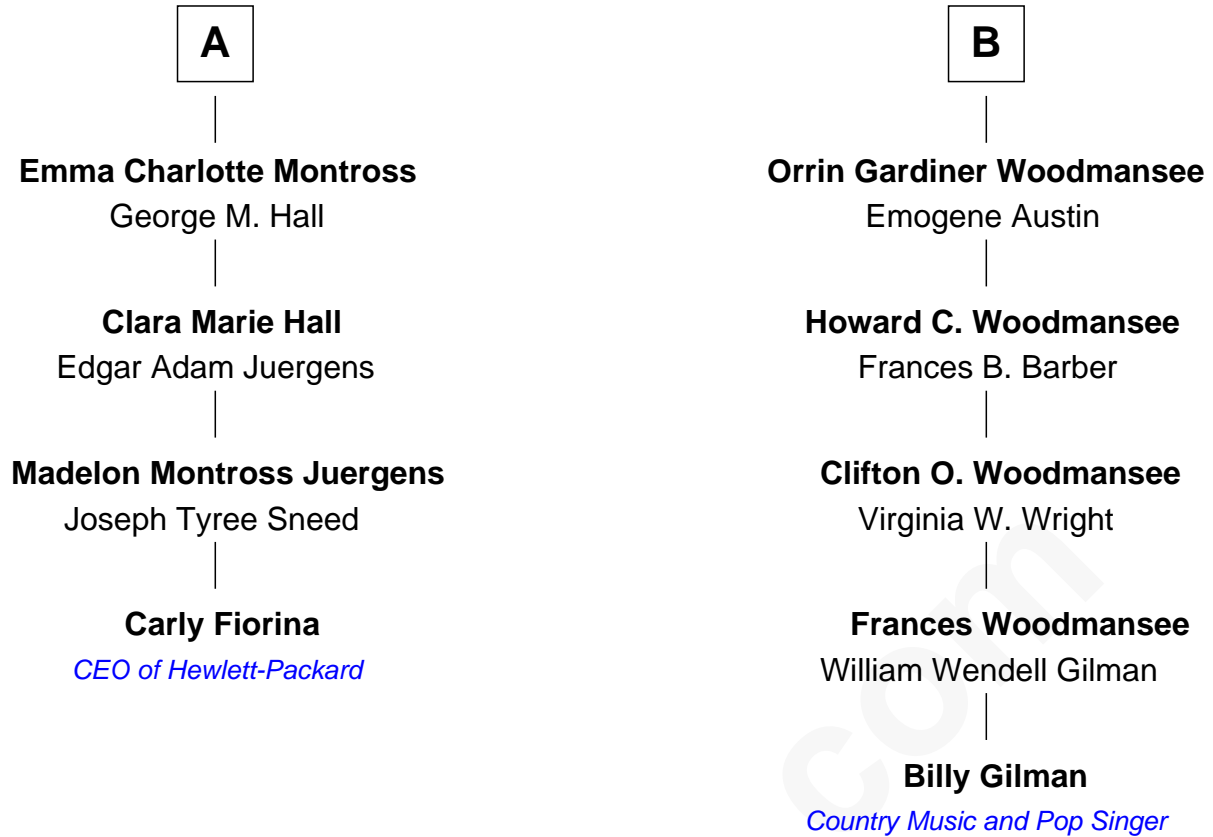 A
Emma Charlotte Montross
George M. Hall
Clara Marie Hall
Edgar Adam Juergens
Madelon Montross Juergens
Joseph Tyree Sneed
Carly Fiorina
CEO of Hewlett-Packard
B
Orrin Gardiner Woodmansee
Emogene Austin
Howard C. Woodmansee
Frances B. Barber
Clifton O. Woodmansee
Virginia W. Wright
Frances Woodmansee
William Wendell Gilman
Billy Gilman
Country Music and Pop Singer
com